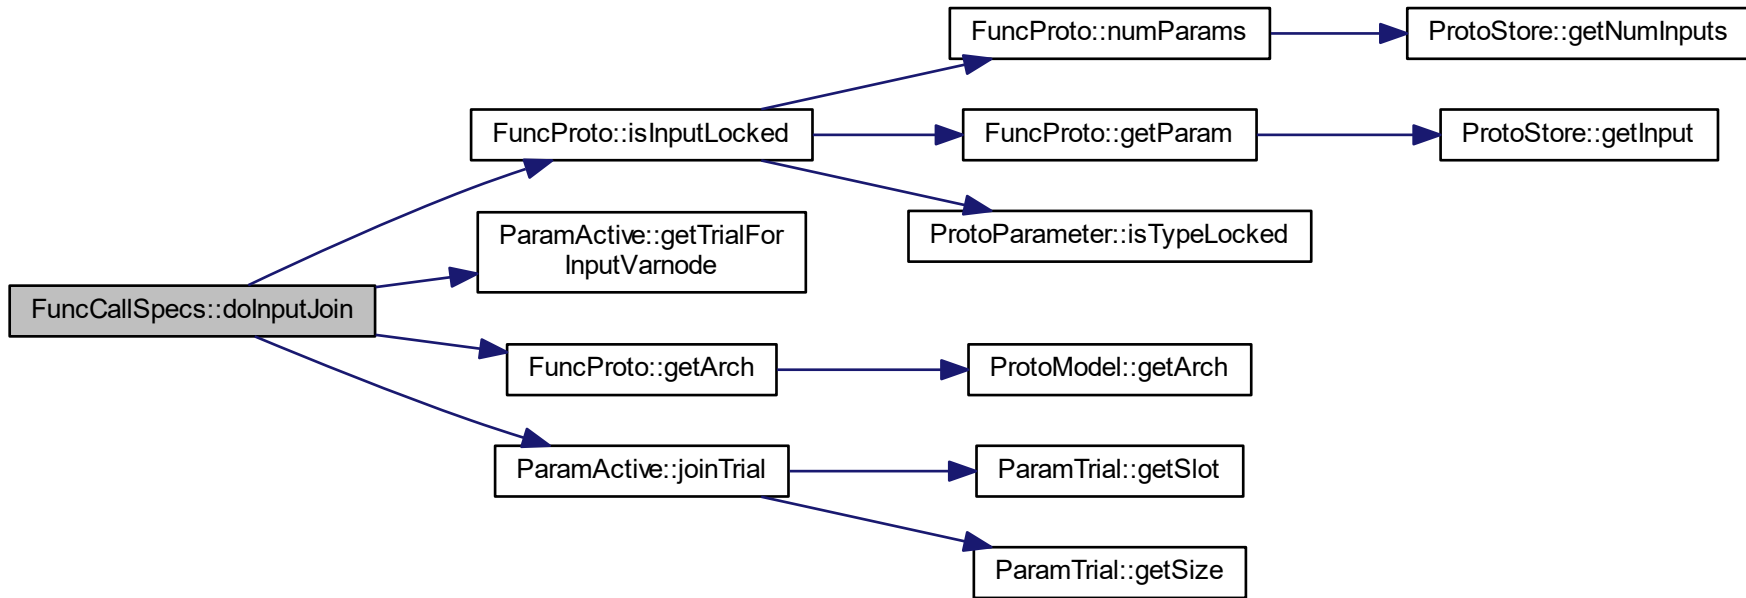 FuncProto::numParams
ProtoStore::getNumInputs
FuncProto::isInputLocked
FuncProto::getParam
ProtoStore::getInput
ParamActive::getTrialFor
InputVarnode
ProtoParameter::isTypeLocked
FuncCallSpecs::doInputJoin
FuncProto::getArch
ProtoModel::getArch
ParamActive::joinTrial
ParamTrial::getSlot
ParamTrial::getSize